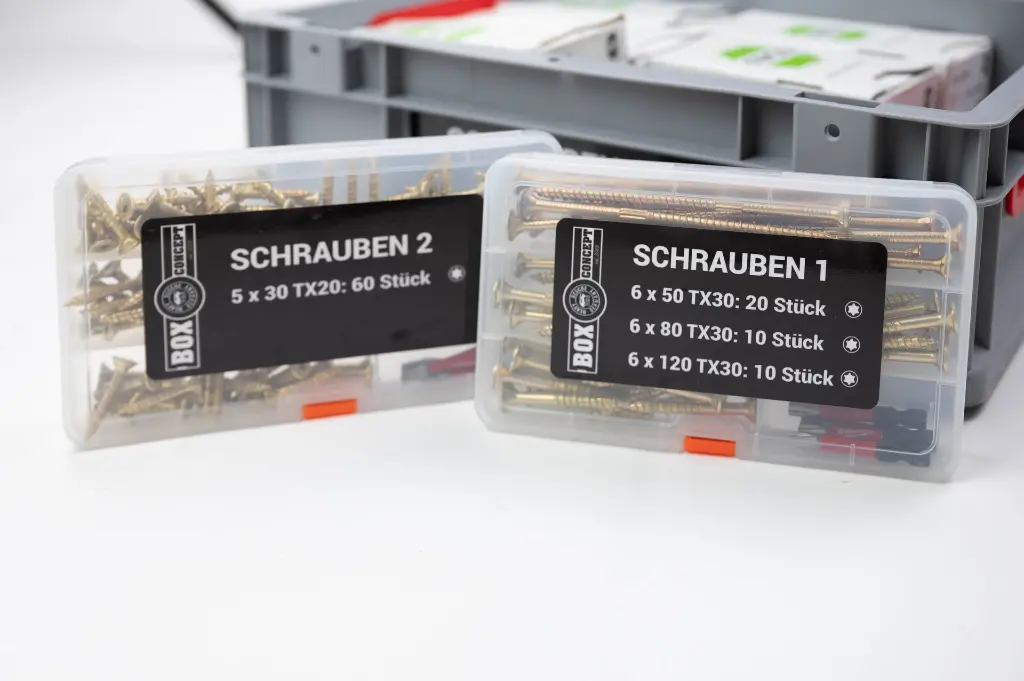 SCHRAUBEN 2
5 x 30 TX20: 60 Stück
BOX
CONCEPT
SCHRAUBEN 1
6 x 50 TX30: 20 Stück
6 x 80 TX30: 10 Stück
6 x 120 TX30: 10 Stück
BOX
CONCEPT